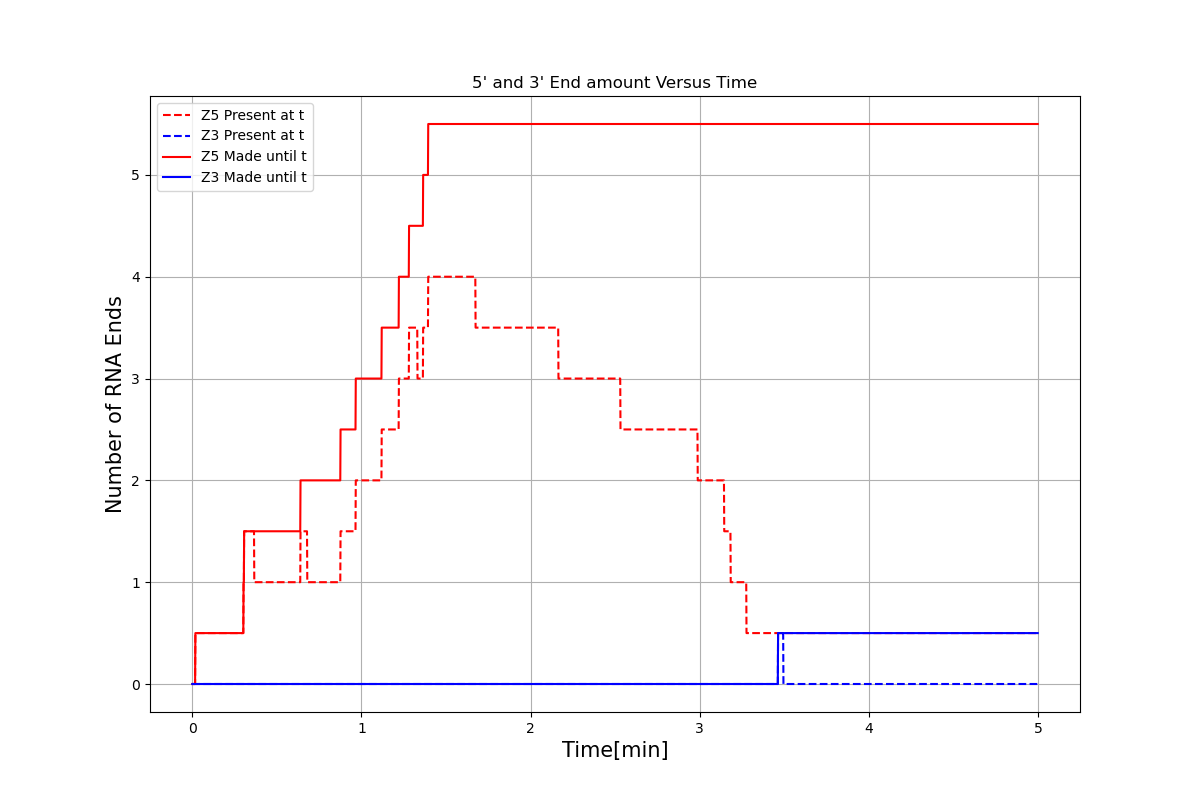 5' and 3' End amount Versus Time
Z5 Present at t
Z3 Present at t
Z5 Made until t
Z3 Made until t
Number of RNA Ends
5
4
3
2
1
0
0 1 2 3 4 5
Time[min]